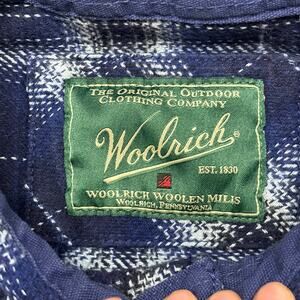 THE ORIGINAL OUTDOOR
CLOTHING COMPANY
Woolrich®
EST. 1830
WOOLRICH WOOLEN MILLS
WOOLRICH, PENNSYLVANIA